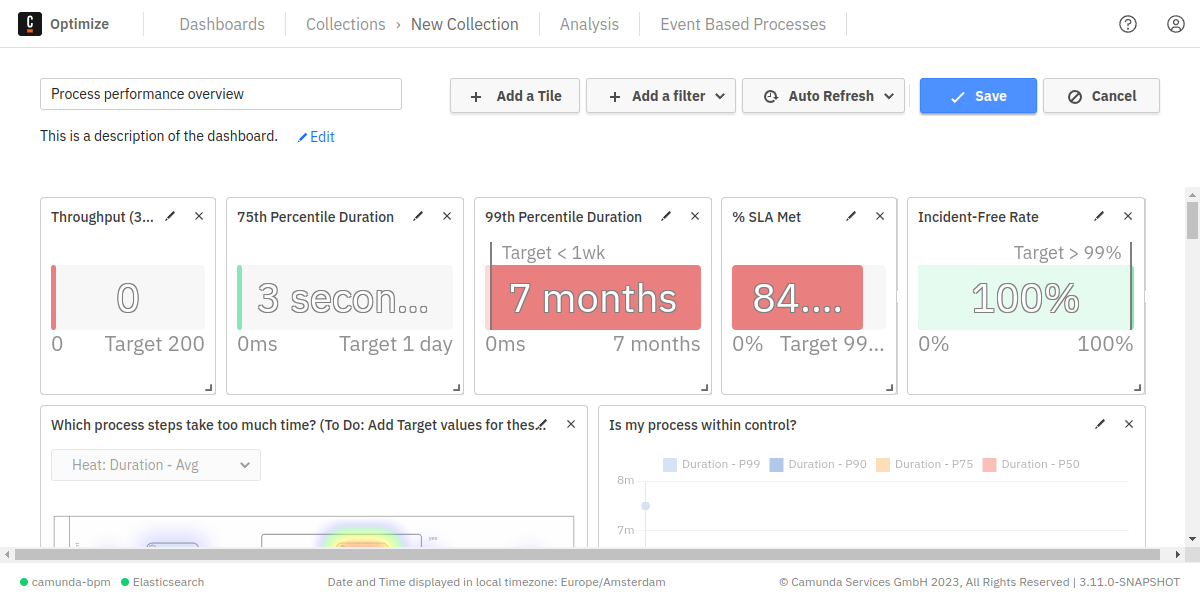 C Optimize Dashboards Collections › New Collection Analysis Event Based Processes
Process performance overview
+ Add a Tile + Add a filter Auto Refresh Save Cancel
This is a description of the dashboard. Edit
Throughput (3...
0
0 Target 200
75th Percentile Duration
3 secon...
0ms Target 1 day
99th Percentile Duration
Target < 1wk
7 months
0ms 7 months
% SLA Met
84....
0% Target 99...
Incident-Free Rate
Target > 99%
100%
0% 100%
Which process steps take too much time? (To Do: Add Target values for thes...
Heat: Duration - Avg
yes
Is my process within control?
Duration - P99 Duration - P90 Duration - P75 Duration - P50
8m
7m
camunda-bpm Elasticsearch Date and Time displayed in local timezone: Europe/Amsterdam © Camunda Services GmbH 2023, All Rights Reserved | 3.11.0-SNAPSHOT